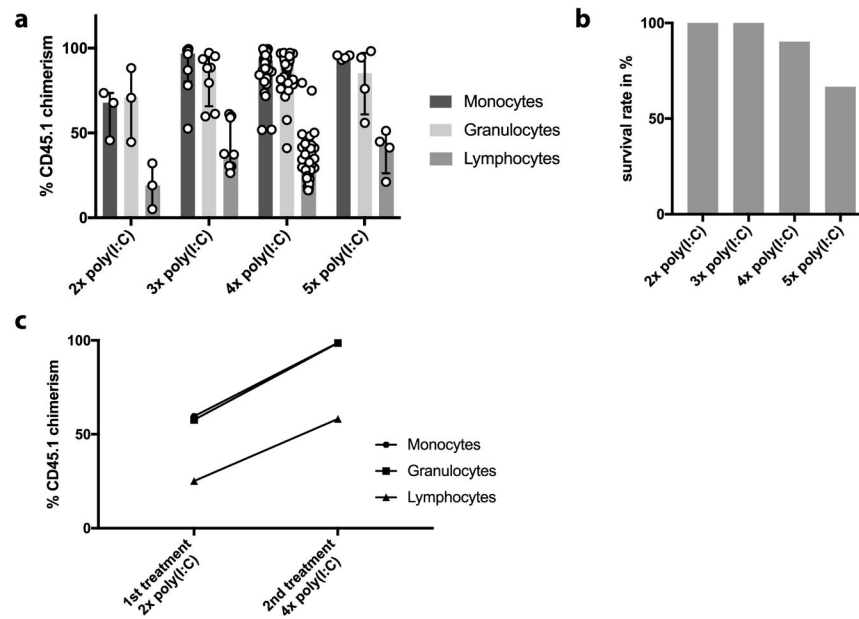 a
% CD45.1 chimerism
100
50
0
2x poly(I:C)
3x poly(I:C)
4x poly(I:C)
5x poly(I:C)
Monocytes
Granulocytes
Lymphocytes
b
survival rate in %
100
50
0
2x poly(I:C)
3x poly(I:C)
4x poly(I:C)
5x poly(I:C)
c
% CD45.1 chimerism
100
50
0
1st treatment
2x poly(I:C)
2nd treatment
4x poly(I:C)
Monocytes
Granulocytes
Lymphocytes